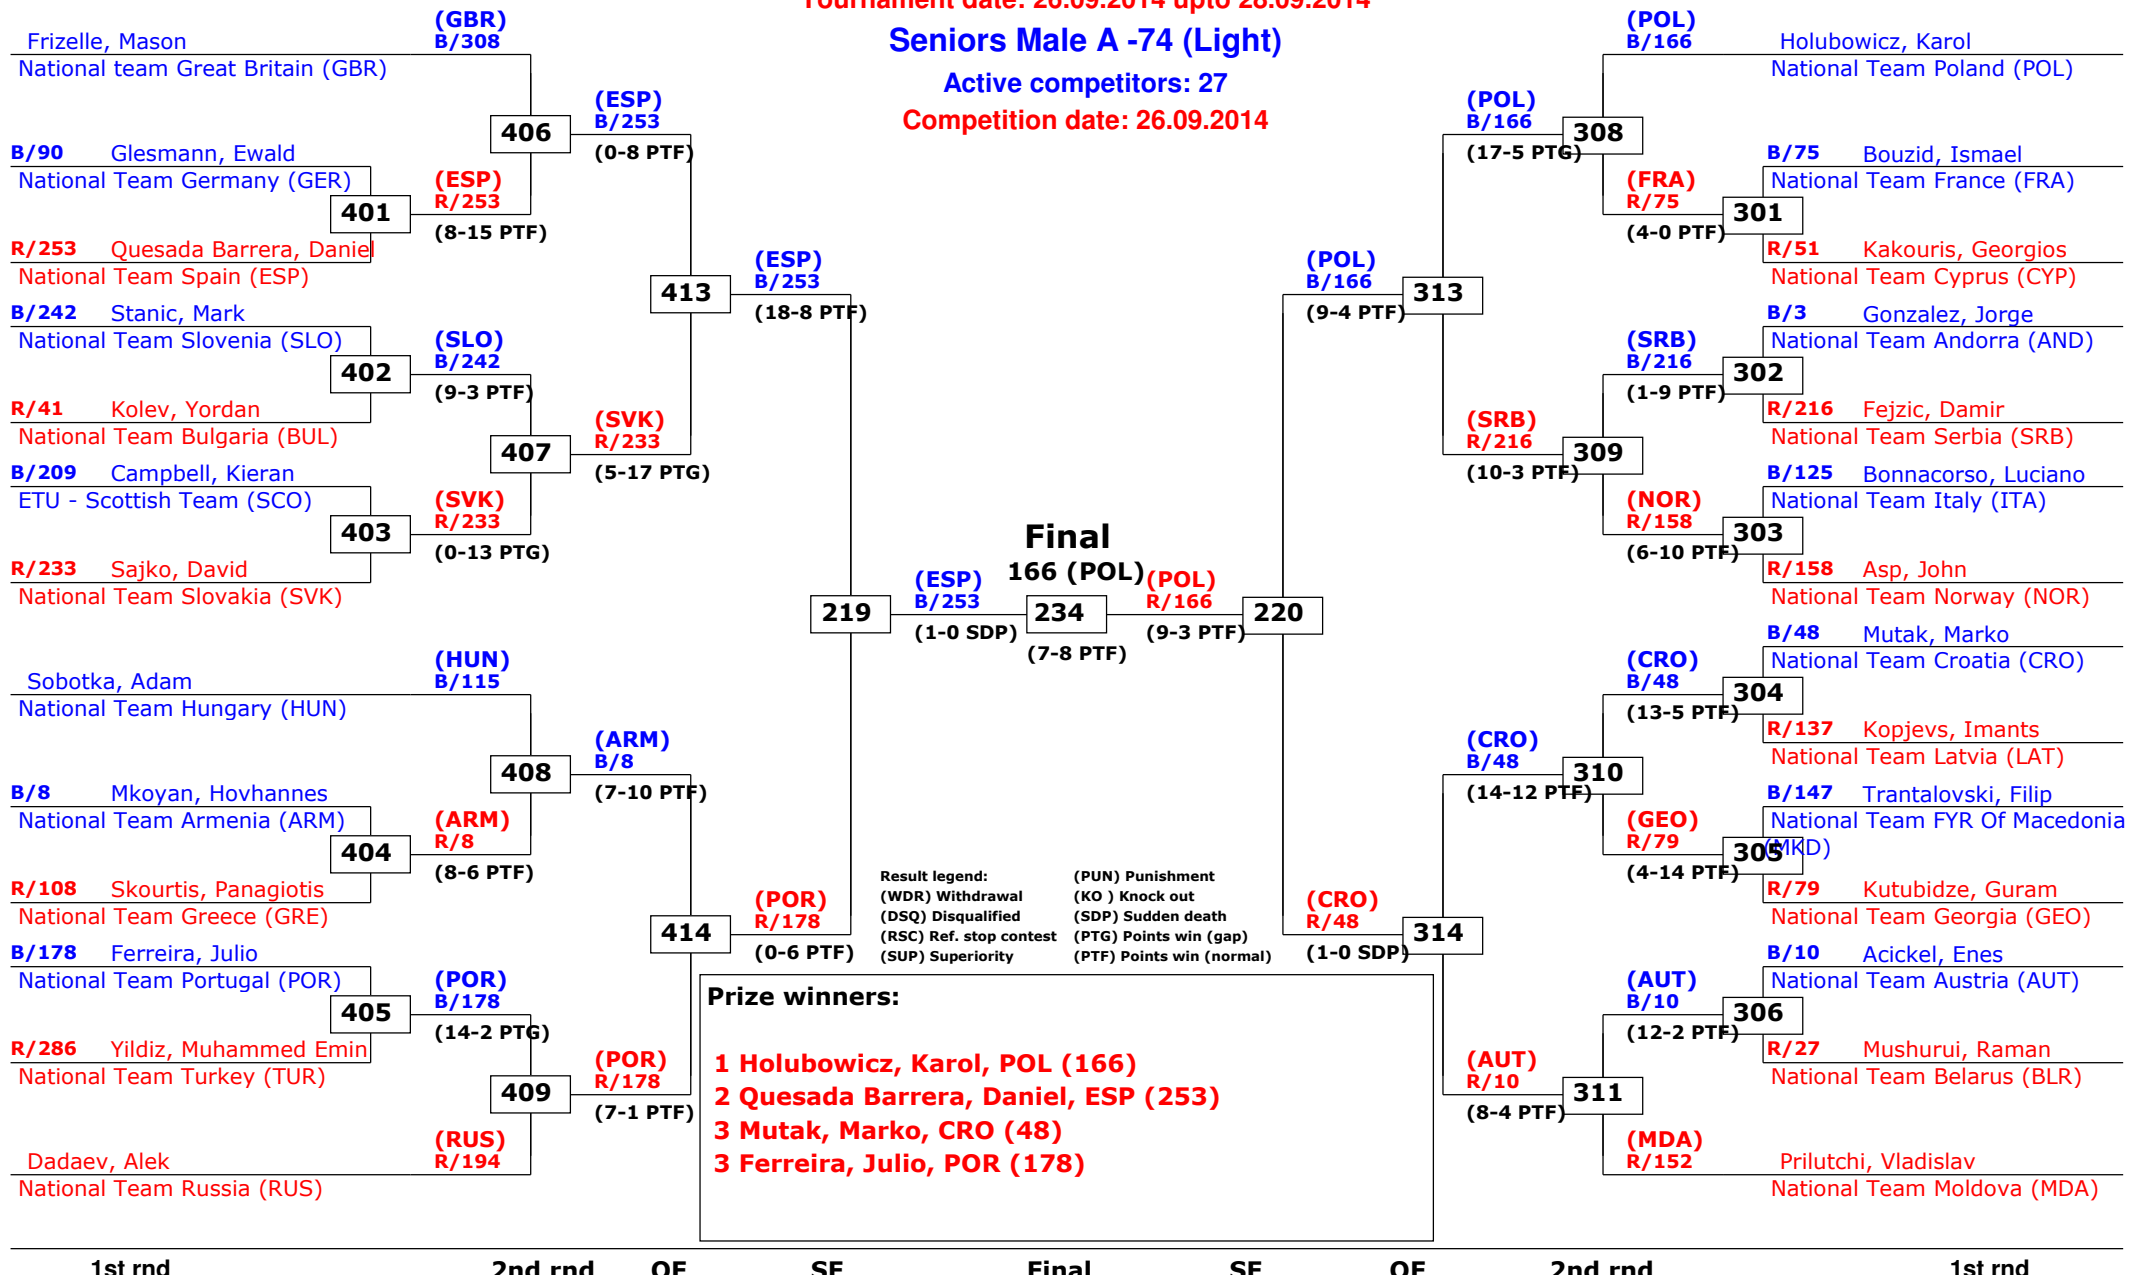 Tournament date: 26.09.2014 upto 28.09.2014
Seniors Male A -74 (Light)
Active competitors: 27
Competition date: 26.09.2014
Frizelle, Mason
National team Great Britain (GBR)
(GBR)
B/308
B/90 Glesmann, Ewald
National Team Germany (GER)
401
R/253 Quesada Barrera, Daniel
National Team Spain (ESP)
(ESP)
R/253
(8-15 PTF)
406
(ESP)
B/253
(0-8 PTF)
B/242 Stanic, Mark
National Team Slovenia (SLO)
402
R/41 Kolev, Yordan
National Team Bulgaria (BUL)
(SLO)
B/242
(9-3 PTF)
B/209 Campbell, Kieran
ETU - Scottish Team (SCO)
403
R/233 Sajko, David
National Team Slovakia (SVK)
(SVK)
R/233
(0-13 PTG)
407
(SVK)
R/233
(5-17 PTG)
413
(ESP)
B/253
(18-8 PTF)
Sobotka, Adam
National Team Hungary (HUN)
(HUN)
B/115
B/8 Mkoyan, Hovhannes
National Team Armenia (ARM)
404
R/108 Skourtis, Panagiotis
National Team Greece (GRE)
(ARM)
R/8
(8-6 PTF)
408
(ARM)
B/8
(7-10 PTF)
B/178 Ferreira, Julio
National Team Portugal (POR)
405
R/286 Yildiz, Muhammed Emin
National Team Turkey (TUR)
(POR)
B/178
(14-2 PTG)
409
(POR)
R/178
(7-1 PTF)
Dadaev, Alek
National Team Russia (RUS)
(RUS)
R/194
414
(POR)
R/178
(0-6 PTF)
219
(ESP)
B/253
(1-0 SDP)
Final
166 (POL)
234
(7-8 PTF)
(POL)
R/166
(9-3 PTF)
220
(POL)
B/166
(9-4 PTF)
313
(POL)
B/166
(17-5 PTG)
308
(POL)
B/166
Holubowicz, Karol
National Team Poland (POL)
B/75 Bouzid, Ismael
National Team France (FRA)
(FRA)
R/75
(4-0 PTF)
301
R/51 Kakouris, Georgios
National Team Cyprus (CYP)
B/3 Gonzalez, Jorge
National Team Andorra (AND)
(SRB)
B/216
(1-9 PTF)
302
R/216 Fejzic, Damir
National Team Serbia (SRB)
(SRB)
R/216
(10-3 PTF)
309
B/125 Bonnacorso, Luciano
National Team Italy (ITA)
(NOR)
R/158
(6-10 PTF)
303
R/158 Asp, John
National Team Norway (NOR)
B/48 Mutak, Marko
National Team Croatia (CRO)
(CRO)
B/48
(13-5 PTF)
304
R/137 Kopjevs, Imants
National Team Latvia (LAT)
(CRO)
B/48
(14-12 PTF)
310
B/147 Trantalovski, Filip
National Team FYR Of Macedonia
(MKD)
(GEO)
R/79
(4-14 PTF)
305
R/79 Kutubidze, Guram
National Team Georgia (GEO)
(CRO)
R/48
(1-0 SDP)
314
B/10 Acickel, Enes
National Team Austria (AUT)
(AUT)
B/10
(12-2 PTF)
306
R/27 Mushurui, Raman
National Team Belarus (BLR)
(AUT)
R/10
(8-4 PTF)
311
(MDA)
R/152
Prilutchi, Vladislav
National Team Moldova (MDA)
Result legend:
(WDR) Withdrawal
(DSQ) Disqualified
(RSC) Ref. stop contest
(SUP) Superiority
(PUN) Punishment
(KO ) Knock out
(SDP) Sudden death
(PTG) Points win (gap)
(PTF) Points win (normal)
Prize winners:
1 Holubowicz, Karol, POL (166)
2 Quesada Barrera, Daniel, ESP (253)
3 Mutak, Marko, CRO (48)
3 Ferreira, Julio, POR (178)
1st rnd 2nd rnd QF SF Final SF QF 2nd rnd 1st rnd